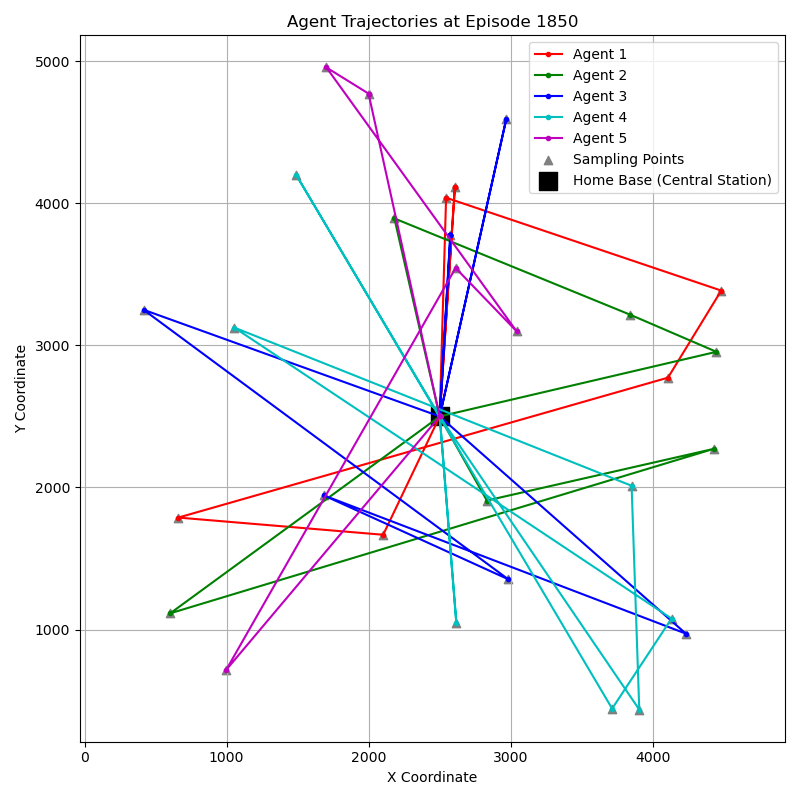 Agent Trajectories at Episode 1850
Agent 1
Agent 2
Agent 3
Agent 4
Agent 5
Sampling Points
Home Base (Central Station)
5000
4000
3000
2000
1000
Y Coordinate
0
1000
2000
3000
4000
X Coordinate